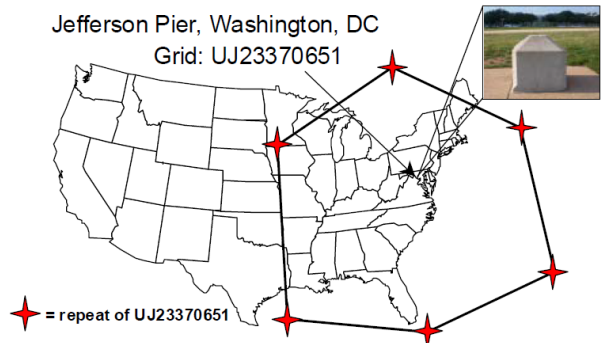 Jefferson Pier, Washington, DC
Grid: UJ23370651
= repeat of UJ23370651